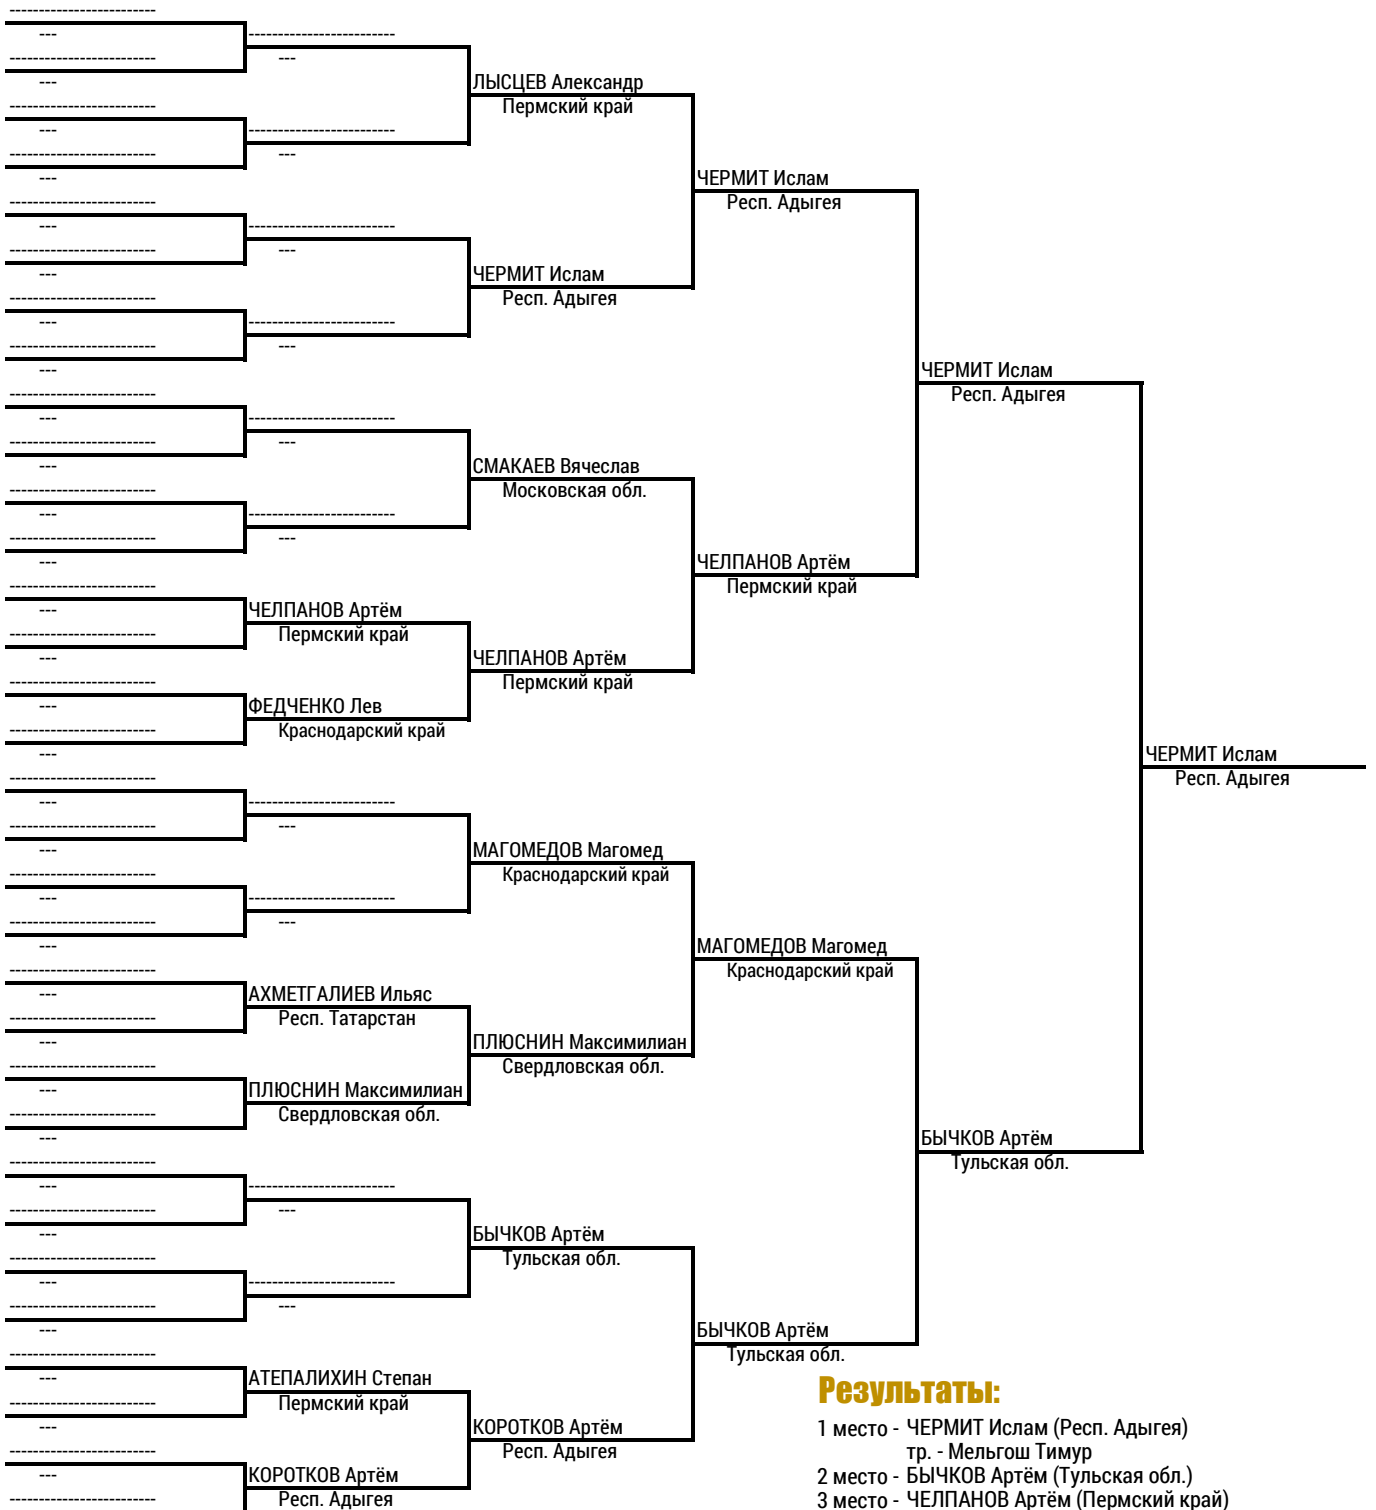 -------------------------
---
-------------------------
---
-------------------------
---
-------------------------
---
-------------------------
---
-------------------------
---
-------------------------
---
-------------------------
---
-------------------------
---
-------------------------
---
-------------------------
---
-------------------------
---
-------------------------
---
-------------------------
---
-------------------------
---
-------------------------
---
-------------------------
---
-------------------------
---
-------------------------
---
-------------------------
---
-------------------------
---
-------------------------
---
-------------------------
---
-------------------------
---
-------------------------
---
-------------------------
---
-------------------------
---
-------------------------
---
-------------------------
---
-------------------------
---
-------------------------
---
-------------------------
-------------------------
---
-------------------------
---
-------------------------
---
-------------------------
---
-------------------------
---
-------------------------
---
ЧЕЛПАНОВ Артём
Пермский край
ФЕДЧЕНКО Лев
Краснодарский край
-------------------------
---
-------------------------
---
АХМЕТГАЛИЕВ Ильяс
Респ. Татарстан
ПЛЮСНИН Максимилиан
Свердловская обл.
-------------------------
---
-------------------------
---
АТЕПАЛИХИН Степан
Пермский край
КОРОТКОВ Артём
Респ. Адыгея
ЛЫСЦЕВ Александр
Пермский край
ЧЕРМИТ Ислам
Респ. Адыгея
СМАКАЕВ Вячеслав
Московская обл.
ЧЕЛПАНОВ Артём
Пермский край
МАГОМЕДОВ Магомед
Краснодарский край
ПЛЮСНИН Максимилиан
Свердловская обл.
БЫЧКОВ Артём
Тульская обл.
КОРОТКОВ Артём
Респ. Адыгея
ЧЕРМИТ Ислам
Респ. Адыгея
ЧЕЛПАНОВ Артём
Пермский край
МАГОМЕДОВ Магомед
Краснодарский край
БЫЧКОВ Артём
Тульская обл.
ЧЕРМИТ Ислам
Респ. Адыгея
БЫЧКОВ Артём
Тульская обл.
ЧЕРМИТ Ислам
Респ. Адыгея
Результаты:
1 место - ЧЕРМИТ Ислам (Респ. Адыгея)
тр. - Мельгош Тимур
2 место - БЫЧКОВ Артём (Тульская обл.)
3 место - ЧЕЛПАНОВ Артём (Пермский край)